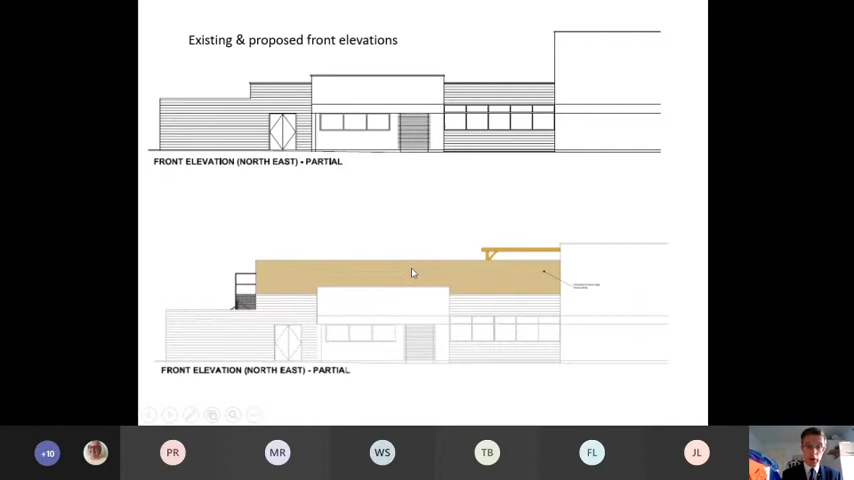 Existing & proposed front elevations
FRONT ELEVATION (NORTH EAST) - PARTIAL
FRONT ELEVATION (NORTH EAST) - PARTIAL
+10
PR
MR
WS
TB
FL
JL